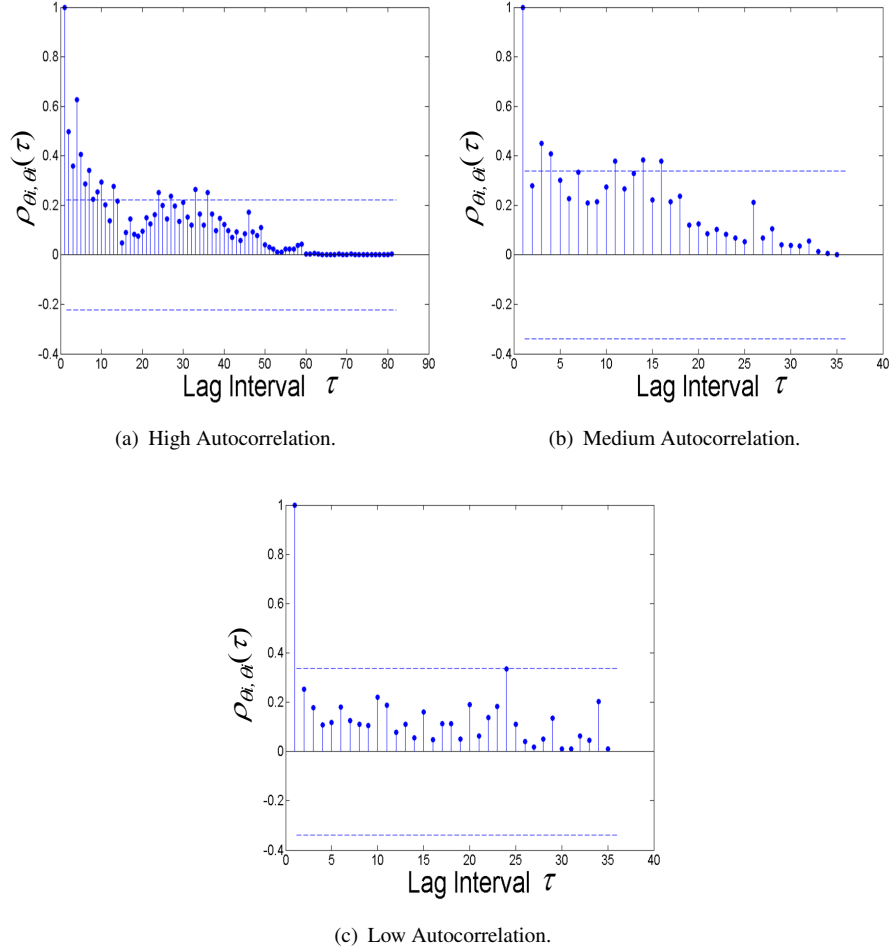 1
0.8
0.6
0.4
0.2
0
-0.2
-0.4
ρθi, θi(τ)
0 10 20 30 40 50 60 70 80 90
Lag Interval τ
(a) High Autocorrelation.
1
0.8
0.6
0.4
0.2
0
-0.2
-0.4
ρθi, θi(τ)
0 5 10 15 20 25 30 35 40
Lag Interval τ
(b) Medium Autocorrelation.
1
0.8
0.6
0.4
0.2
0
-0.2
-0.4
ρθi, θi(τ)
0 5 10 15 20 25 30 35 40
Lag Interval τ
(c) Low Autocorrelation.